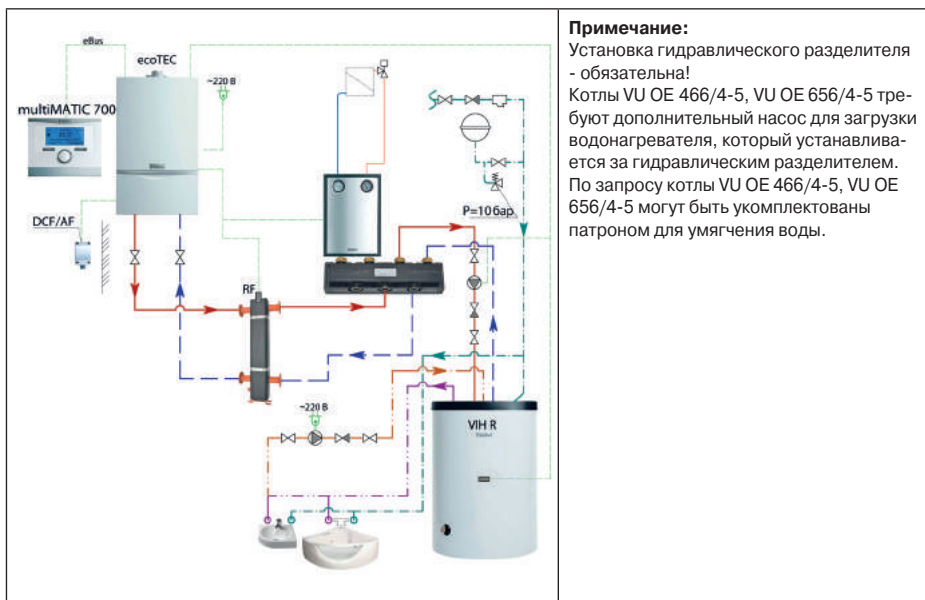 eBus
ecoTEC
~220 В
multiMATIC 700
DCF/AF
RF
P=10бар
~220 В
VIH R
Примечание:
Установка гидравлического разделителя
- обязательна!
Котлы VU OE 466/4-5, VU OE 656/4-5 тре-
буют дополнительный насос для загрузки
водонагревателя, который устанавлива-
ется за гидравлическим разделителем.
По запросу котлы VU OE 466/4-5, VU OE
656/4-5 могут быть укомплектованы
патроном для умягчения воды.